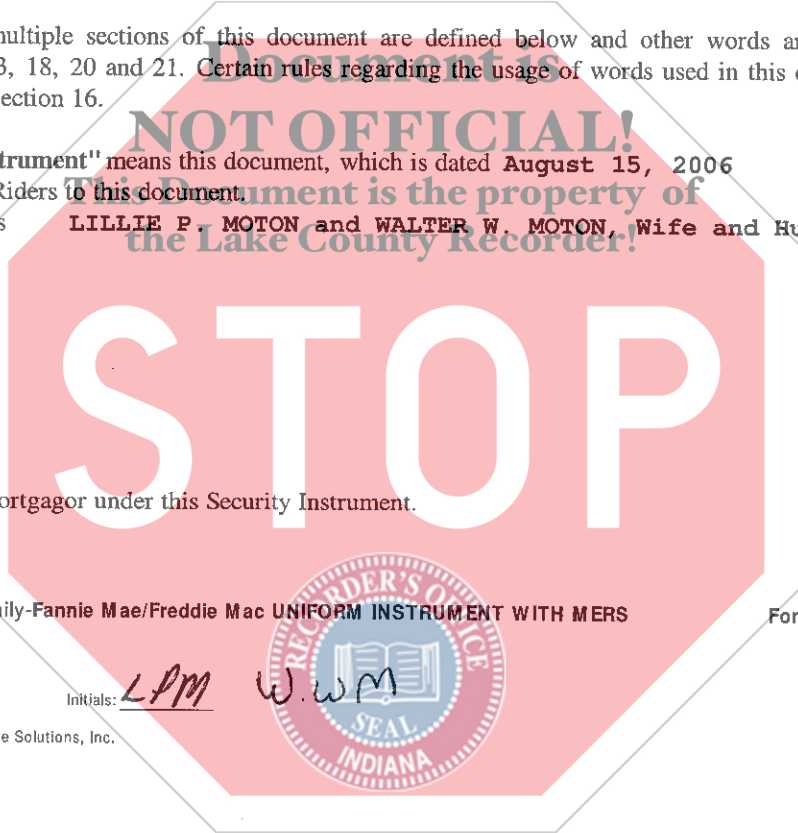 multiple sections of this document are defined below and other words
3, 18, 20 and 21. Certain rules regarding the usage of words used in this
Section 16.
Document is
NOT OFFICIAL!
This Document is the property of
the Lake County Recorder!
trument" means this document, which is dated August 15, 2006
Riders to this document.
LILLIE P. MOTON and WALTER W. MOTON, Wife and Hu
STOP
ortgagor under this Security Instrument.
ily-Fannie Mae/Freddie Mac UNIFORM INSTRUMENT WITH MERS For
RECORDER'S OFFICE
SEAL
INDIANA
Initials: LPM W.WM
e Solutions, Inc.